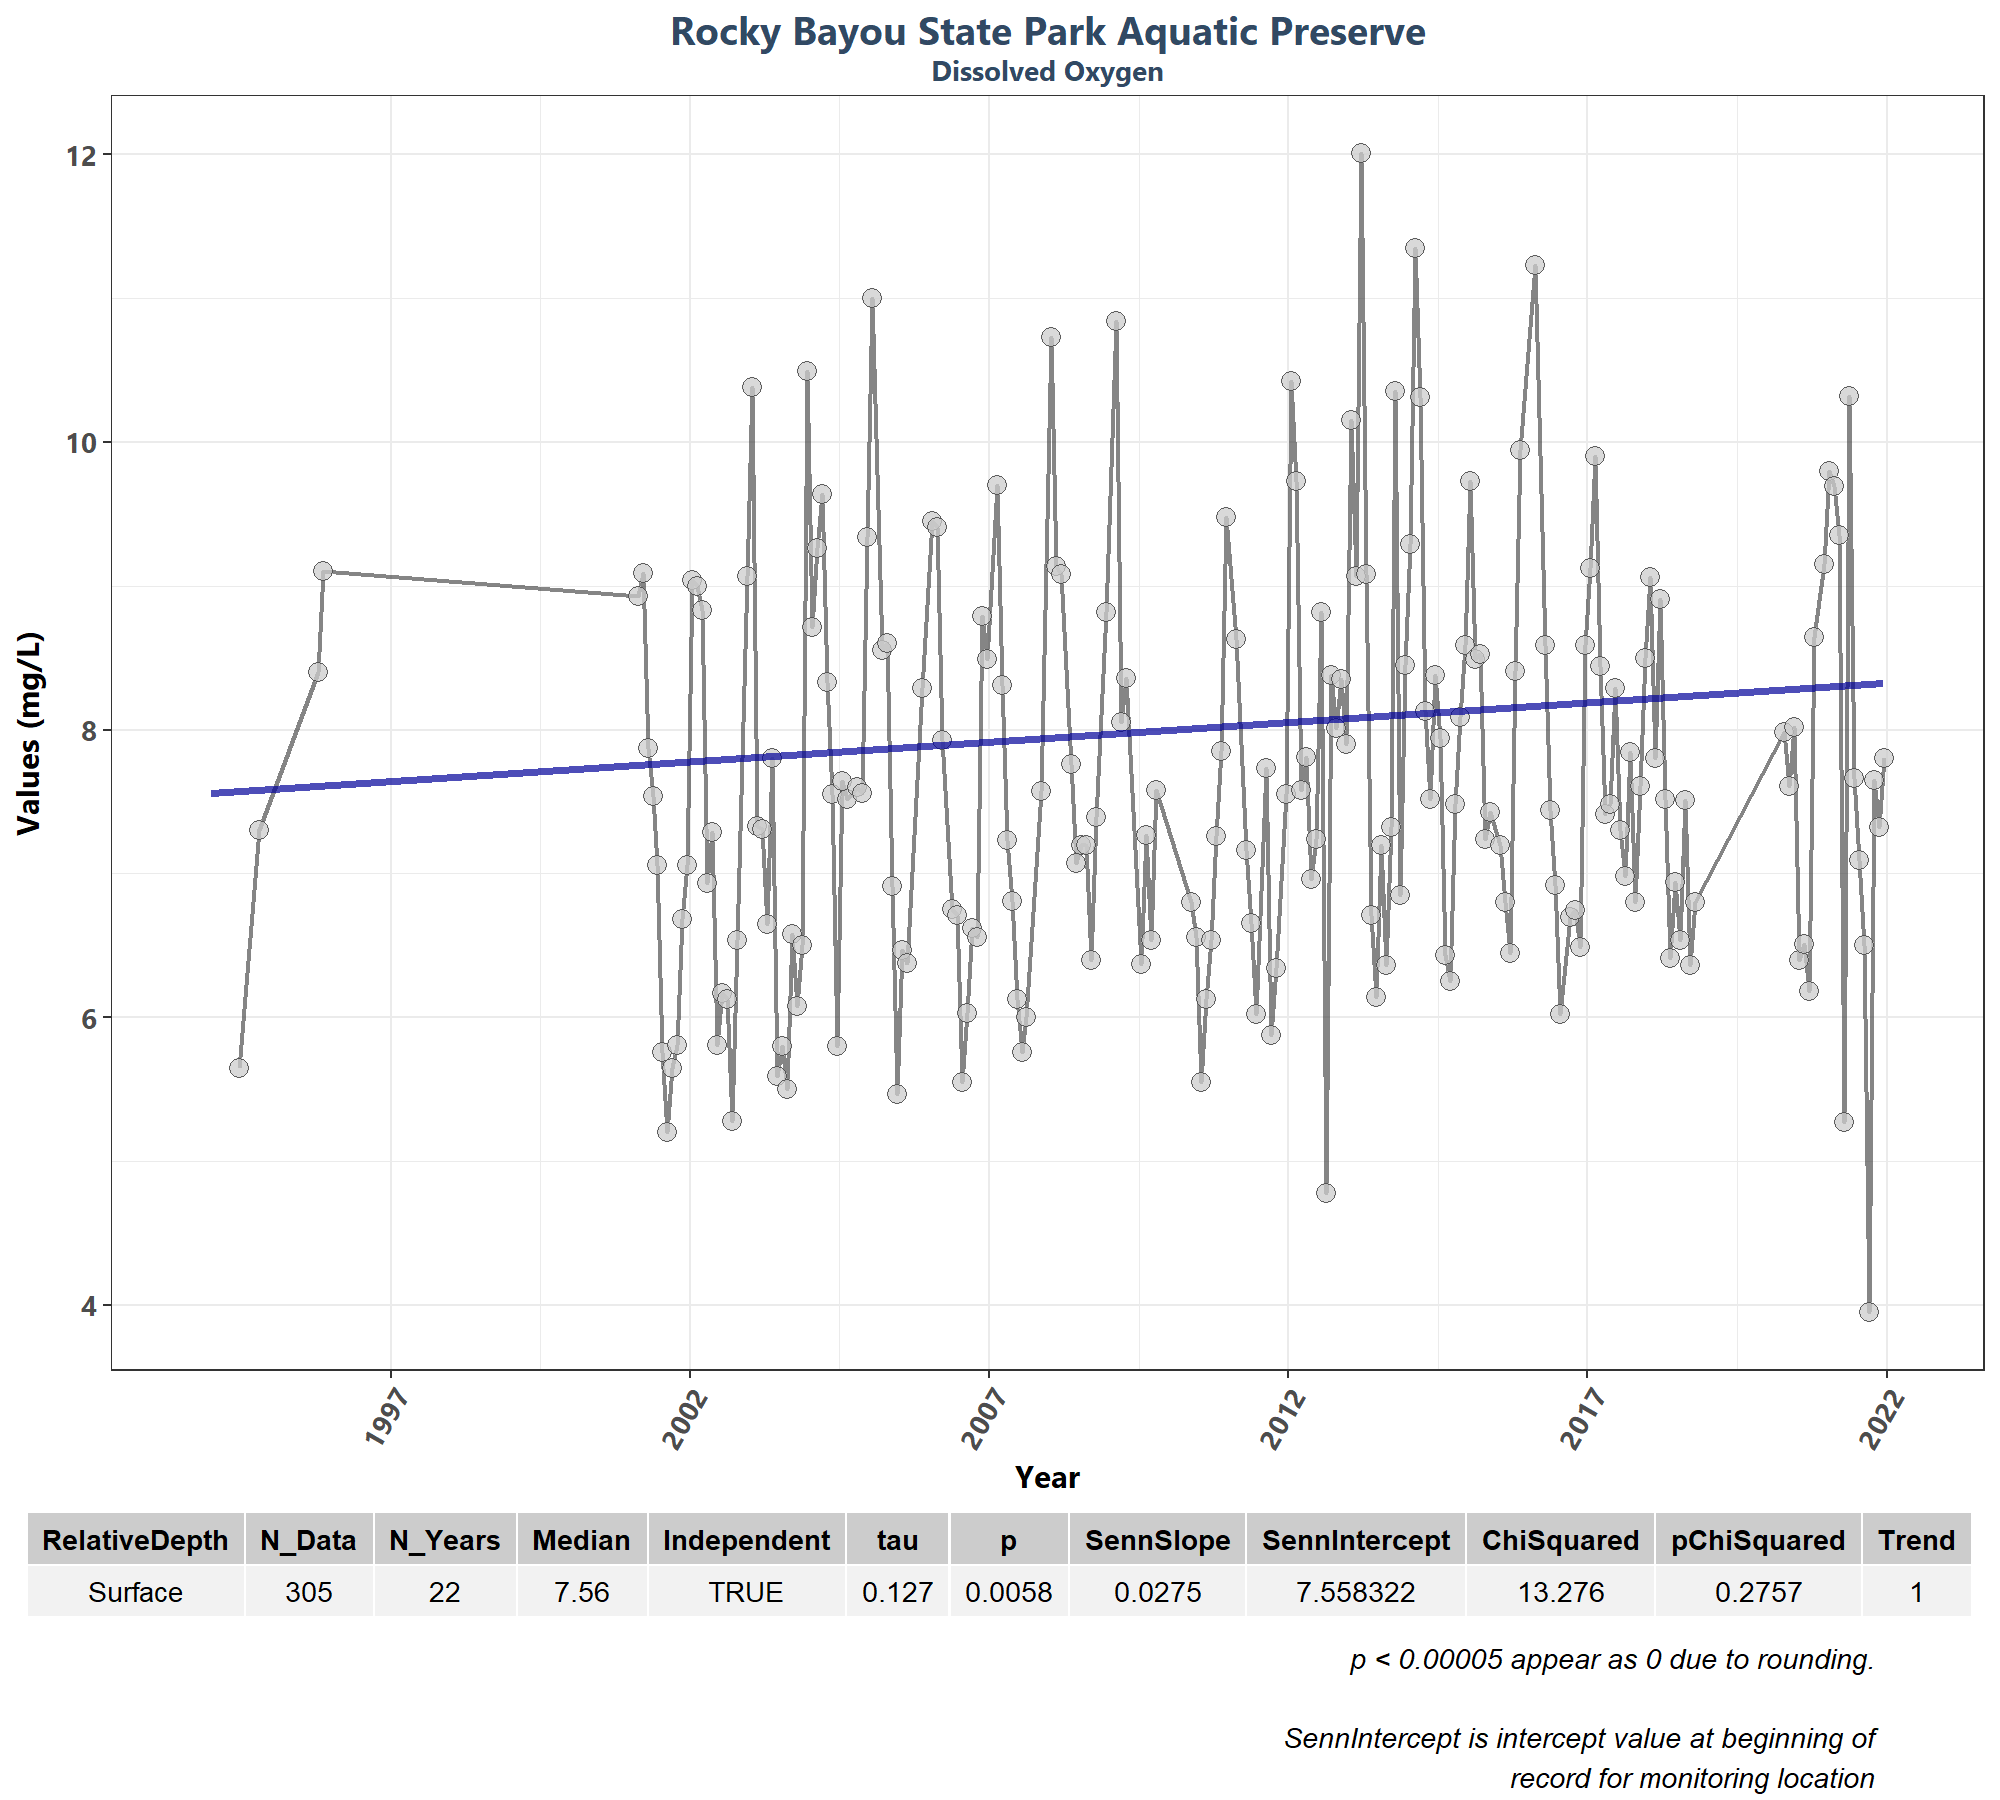 Rocky Bayou State Park Aquatic Preserve
Dissolved Oxygen
12
10
8
6
4
Values (mg/L)
1997 2002 2007 2012 2017 2022
Year
RelativeDepth N_Data N_Years Median Independent tau p SennSlope SennIntercept ChiSquared pChiSquared Trend
Surface 305 22 7.56 TRUE 0.127 0.0058 0.0275 7.558322 13.276 0.2757 1
p < 0.00005 appear as 0 due to rounding.
SennIntercept is intercept value at beginning of
record for monitoring location